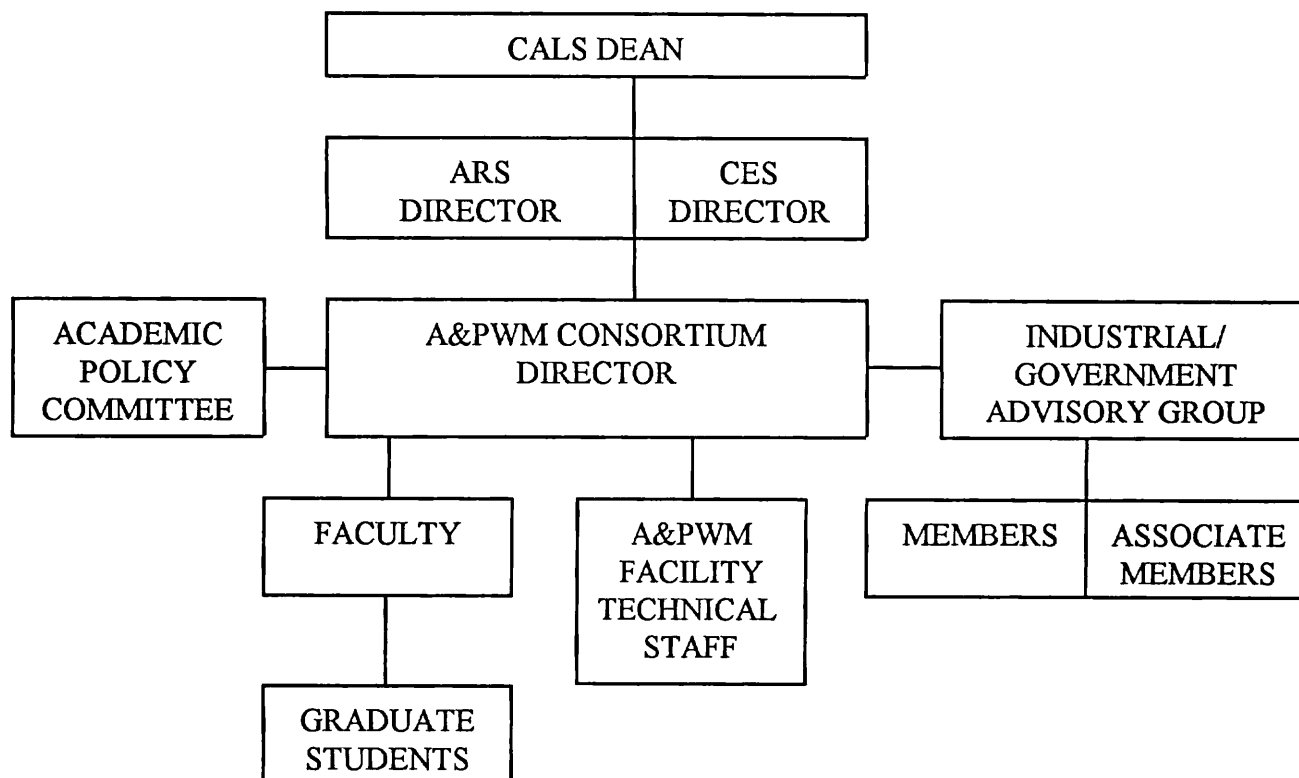 CALS DEAN
ARS
DIRECTOR
CES
DIRECTOR
ACADEMIC
POLICY
COMMITTEE
A&PWM CONSORTIUM
DIRECTOR
INDUSTRIAL/
GOVERNMENT
ADVISORY GROUP
FACULTY
A&PWM
FACILITY
TECHNICAL
STAFF
MEMBERS
ASSOCIATE
MEMBERS
GRADUATE
STUDENTS